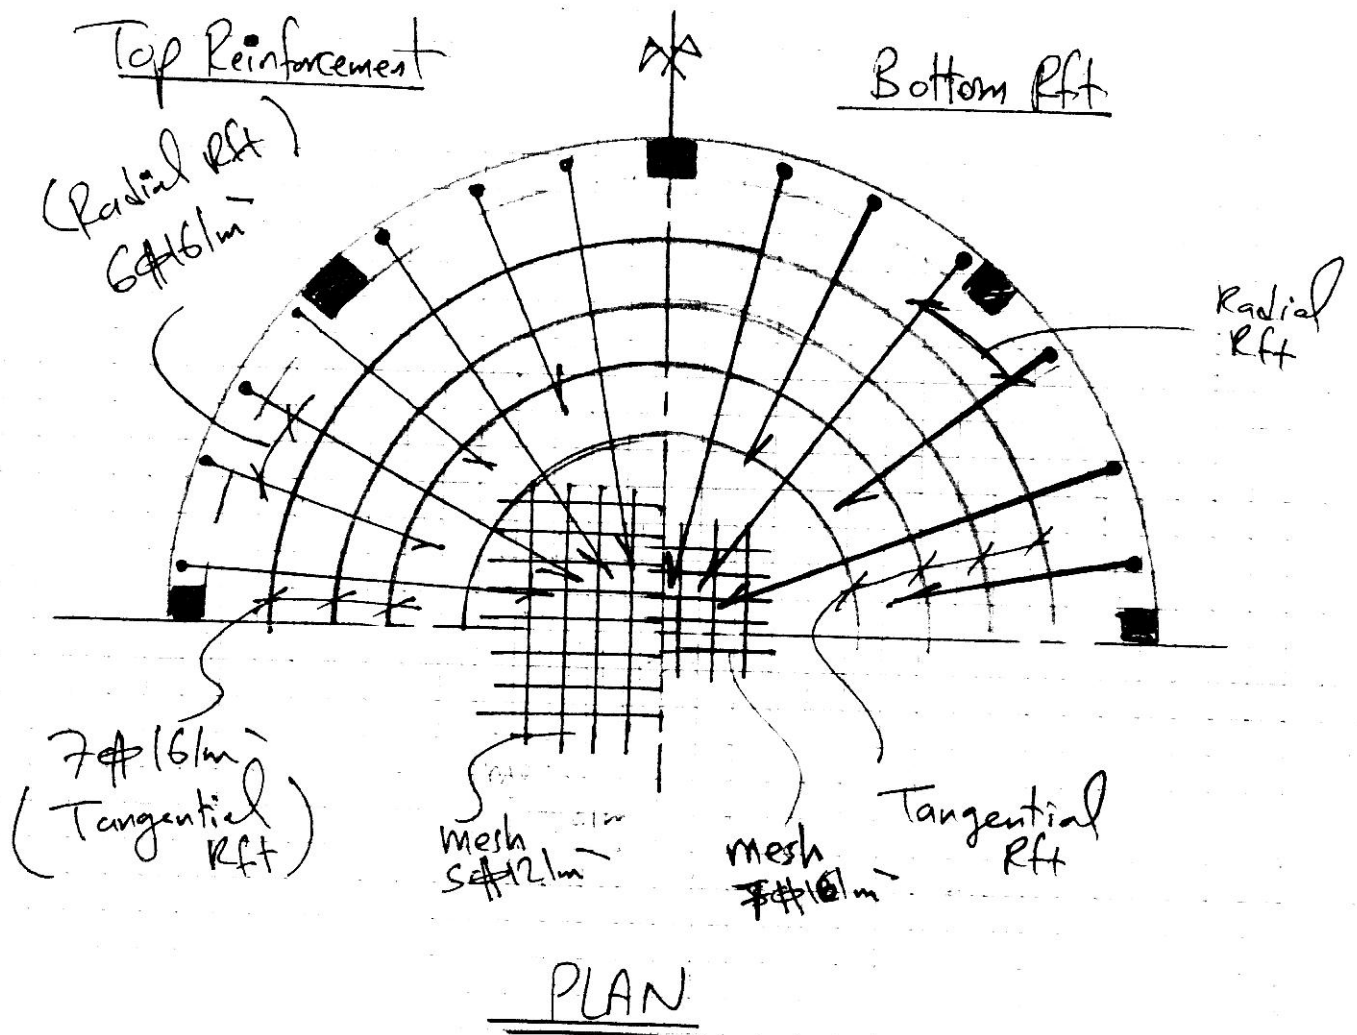 Top Reinforcement
Bottom Rft
(Radial Rft)
6⌀16/m`
Radial
Rft
7⌀16/m`
(Tangential
Rft)
mesh
5⌀12/m`
mesh
Tangential
Rft
PLAN